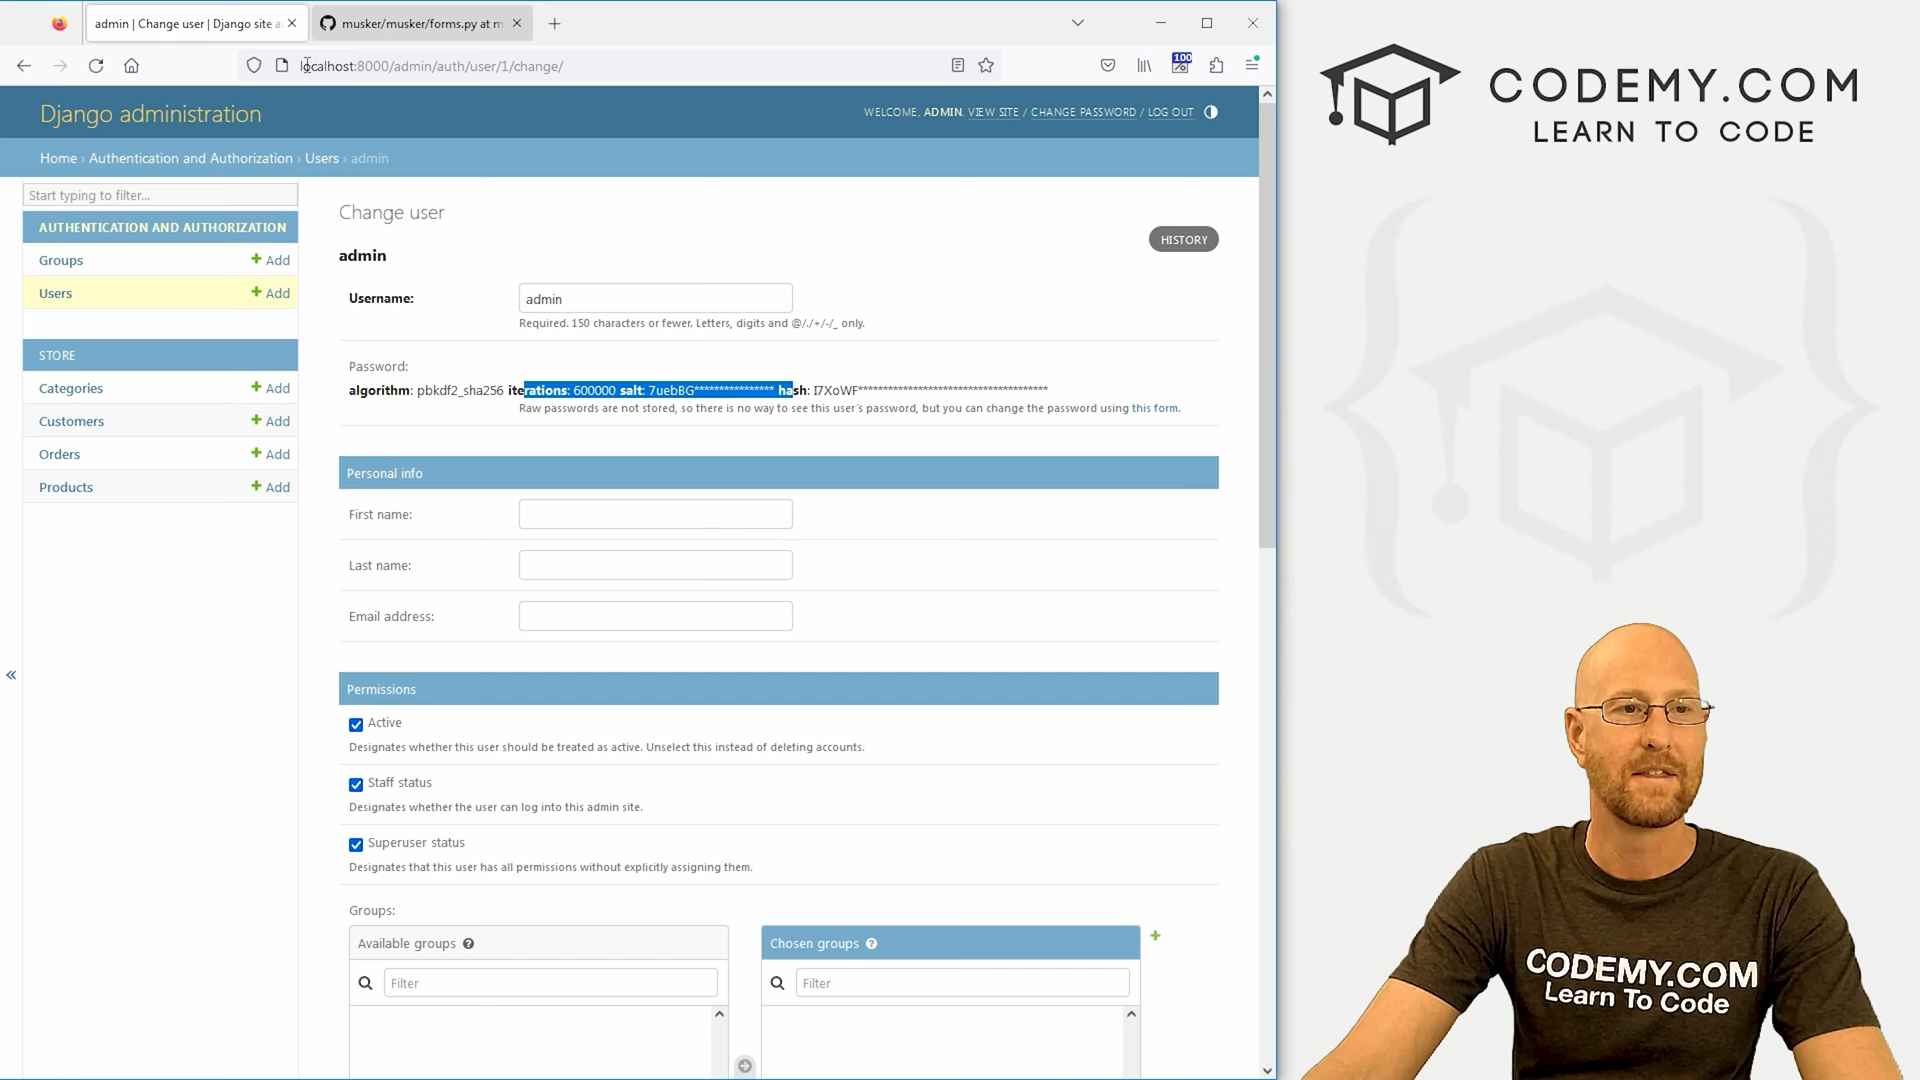 admin | Change user | Django site a
musker/musker/forms.py at m
localhost:8000/admin/auth/user/1/change/
100
Django administration
WELCOME, ADMIN. VIEW SITE / CHANGE PASSWORD / LOG OUT
Home › Authentication and Authorization › Users › admin
Start typing to filter...
AUTHENTICATION AND AUTHORIZATION
Groups + Add
Users + Add
STORE
Categories + Add
Customers + Add
Orders + Add
Products + Add
Change user
HISTORY
admin
Username: admin
Required. 150 characters or fewer. Letters, digits and @/./+/-/_ only.
Password:
algorithm: pbkdf2_sha256 iterations: 600000 salt: 7uebBG**************** hash: I7XoWF**************************************
Raw passwords are not stored, so there is no way to see this user's password, but you can change the password using this form.
Personal info
First name:
Last name:
Email address:
Permissions
Active
Designates whether this user should be treated as active. Unselect this instead of deleting accounts.
Staff status
Designates whether the user can log into this admin site.
Superuser status
Designates that this user has all permissions without explicitly assigning them.
Groups:
Available groups ?
Filter
Chosen groups ?
Filter
CODEMY.COM
LEARN TO CODE
CODEMY.COM
Learn To Code